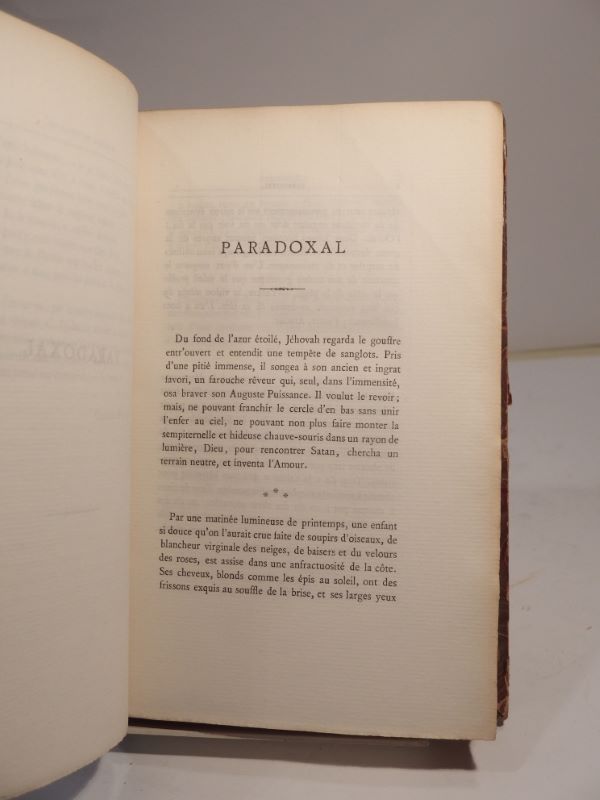 PARADOXAL
Du fond de l'azur étoilé, Jéhovah regarda le gouffre
entr'ouvert et entendit une tempête de sanglots. Pris
d'une pitié immense, il songea à son ancien et ingrat
favori, un farouche rêveur qui, seul, dans l'immensité,
osa braver son Auguste Puissance. Il voulut le revoir;
mais, ne pouvant franchir le cercle d'en bas sans unir
l'enfer au ciel, ne pouvant non plus faire monter la
sempiternelle et hideuse chauve-souris dans un rayon de
lumière, Dieu, pour rencontrer Satan, chercha un
terrain neutre, et inventa l'Amour.
* * *
Par une matinée lumineuse de printemps, une enfant
si douce qu'on l'aurait crue faite de soupirs d'oiseaux, de
blancheur virginale des neiges, de baisers et du velours
des roses, est assise dans une anfractuosité de la côte.
Ses cheveux, blonds comme les épis au soleil, ont des
frissons exquis au souffle de la brise, et ses larges yeux
PARADOXAL